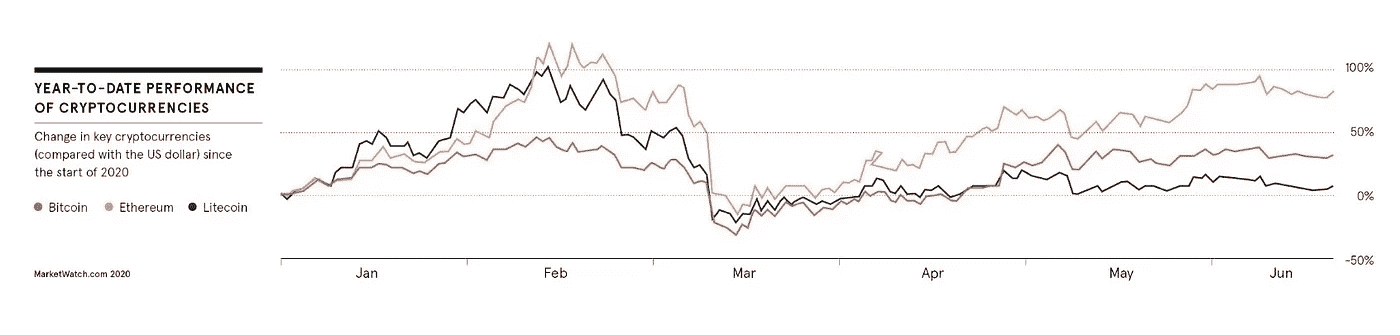 YEAR-TO-DATE PERFORMANCE
OF CRYPTOCURRENCIES
Change in key cryptocurrencies
(compared with the US dollar) since
the start of 2020
Bitcoin Ethereum Litecoin
MarketWatch.com 2020
100%
50%
0%
-50%
Jan Feb Mar Apr May Jun